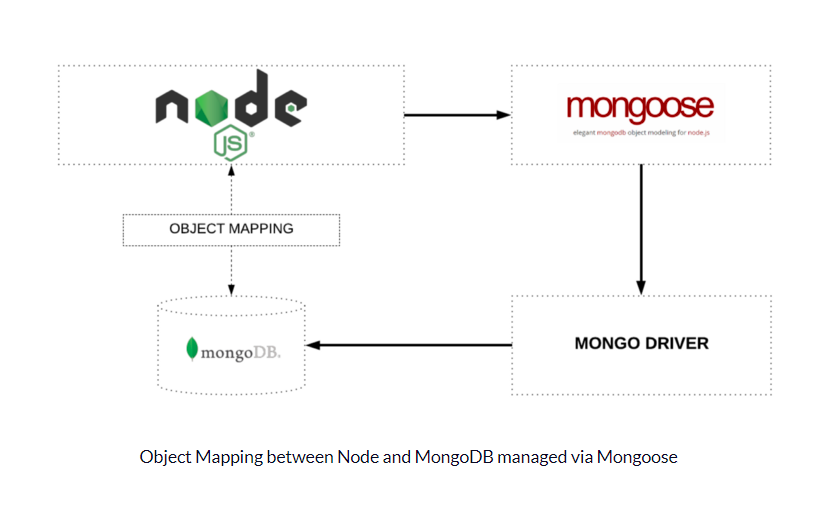 node
JS®
mongoose
elegant mongodb object modeling for node.js
OBJECT MAPPING
mongoDB.
MONGO DRIVER
Object Mapping between Node and MongoDB managed via Mongoose